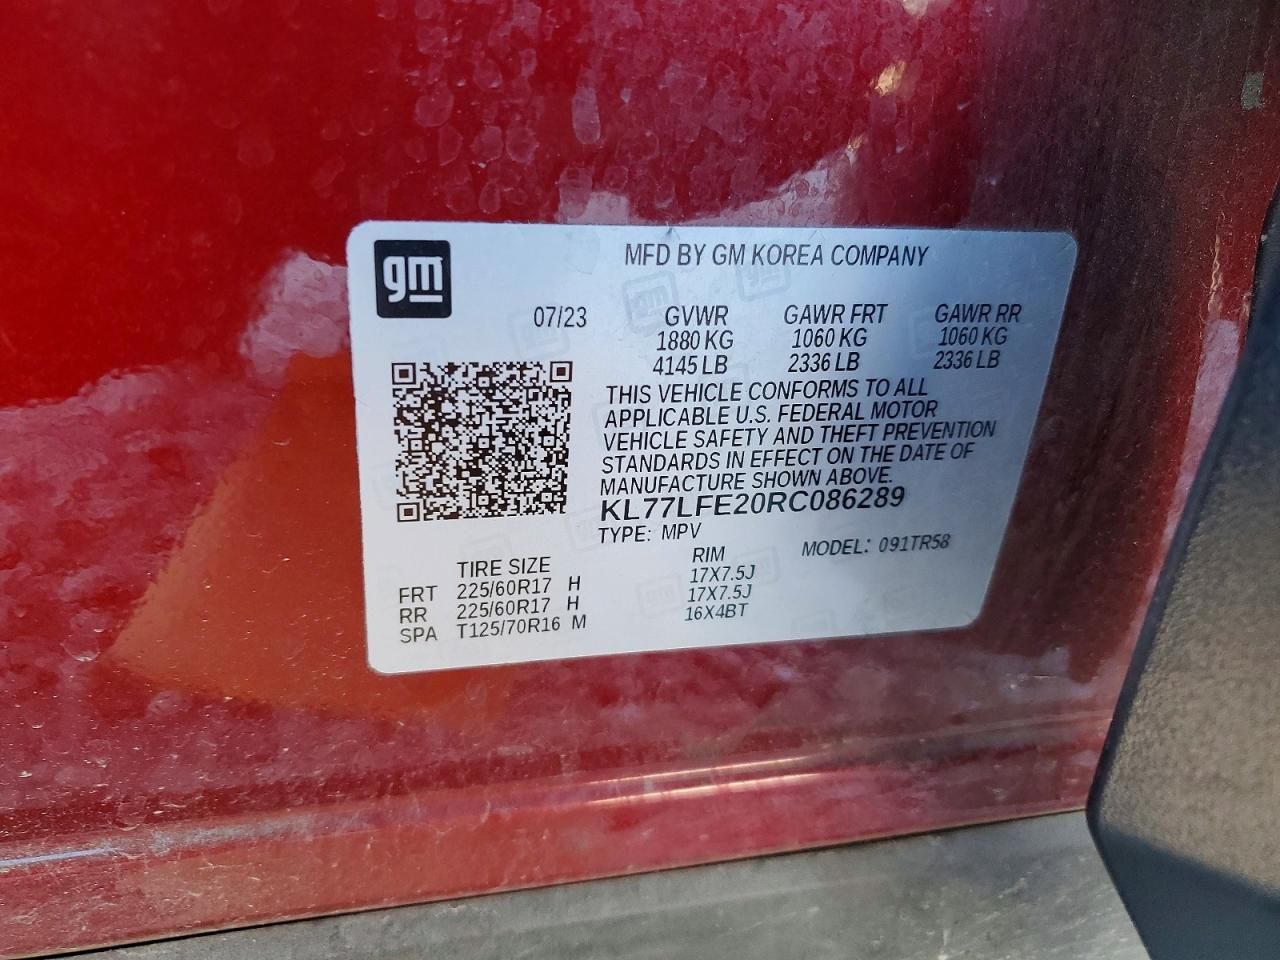 gm
MFD BY GM KOREA COMPANY
07/23 GVWR GAWR FRT GAWR RR
1880 KG 1060 KG 1060 KG
4145 LB 2336 LB 2336 LB
THIS VEHICLE CONFORMS TO ALL
APPLICABLE U.S. FEDERAL MOTOR
VEHICLE SAFETY AND THEFT PREVENTION
STANDARDS IN EFFECT ON THE DATE OF
MANUFACTURE SHOWN ABOVE.
KL77LFE20RC086289
TYPE: MPV MODEL: 091TR58
TIRE SIZE RIM
FRT 225/60R17 H 17X7.5J
RR 225/60R17 H 17X7.5J
SPA T125/70R16 M 16X4BT